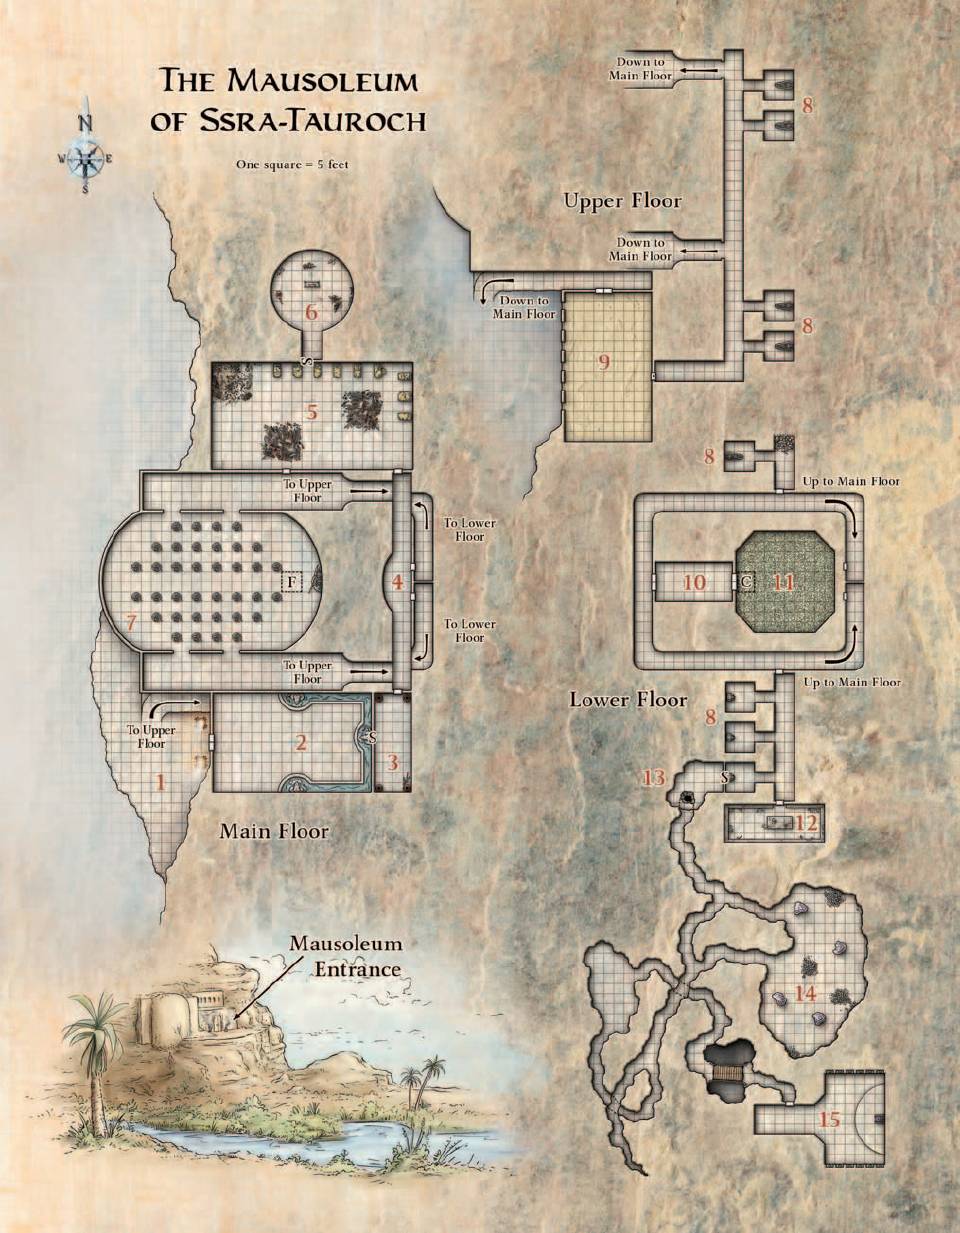 The Mausoleum
of Ssra-Tauroch
One square = 5 feet
N
W
E
S
Down to
Main Floor
8
Upper Floor
Down to
Main Floor
Down to
Main Floor
8
9
6
S
5
8
To Upper
Floor
To Lower
Floor
Up to Main Floor
F
4
7
10
C
11
To Lower
Floor
To Upper
Floor
Up to Main Floor
Lower Floor
To Upper
Floor
1
2
S
3
8
13
S
12
Main Floor
Mausoleum
Entrance
14
15